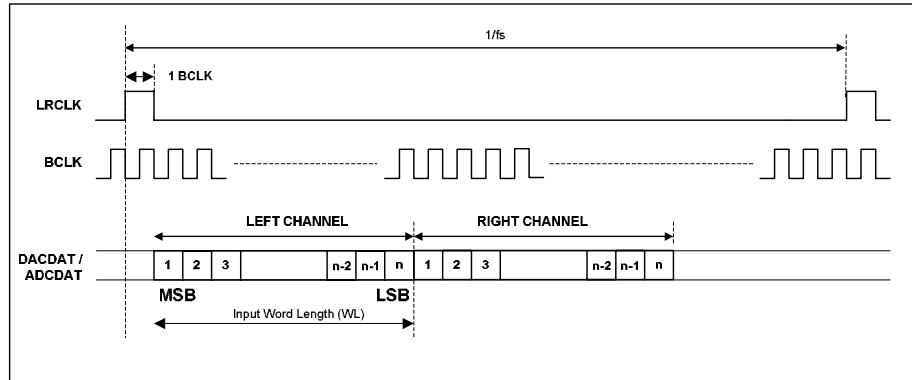 1/fs
1 BCLK
LRCLK
BCLK
LEFT CHANNEL
RIGHT CHANNEL
DACDAT /
ADCDAT
1 2 3 n-2 n-1 n 1 2 3 n-2 n-1 n
MSB LSB
Input Word Length (WL)